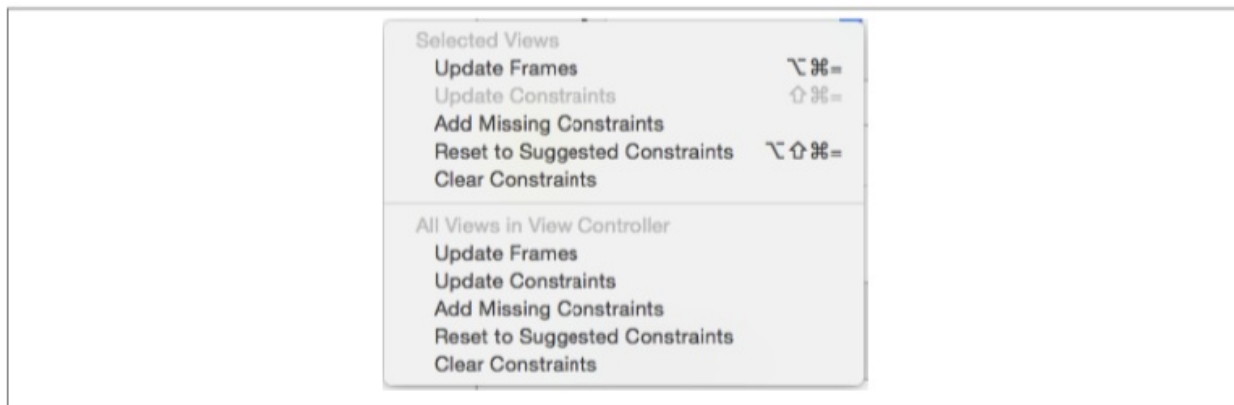 Selected Views
Update Frames ⌥⌘=
Update Constraints ⇧⌘=
Add Missing Constraints
Reset to Suggested Constraints ⌥⇧⌘=
Clear Constraints
All Views in View Controller
Update Frames
Update Constraints
Add Missing Constraints
Reset to Suggested Constraints
Clear Constraints